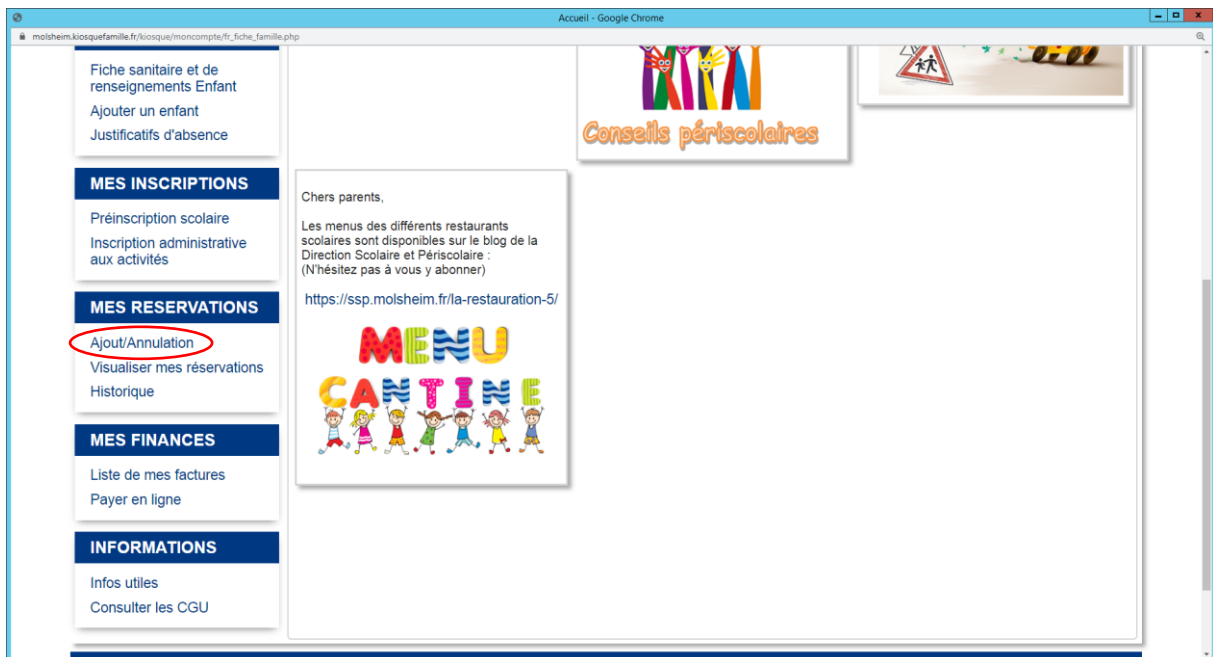 Accueil - Google Chrome
molsheim.kiosquefamille.fr/kiosque/moncompte/fr_fiche_famille.php
Fiche sanitaire et de
renseignements Enfant
Ajouter un enfant
Justificatifs d'absence
Conseils périscolaires
MES INSCRIPTIONS
Préinscription scolaire
Inscription administrative
aux activités
Chers parents,
Les menus des différents restaurants
scolaires sont disponibles sur le blog de la
Direction Scolaire et Périscolaire :
(N'hésitez pas à vous y abonner)
https://ssp.molsheim.fr/la-restauration-5/
MENU
CANTINE
MES RESERVATIONS
Ajout/Annulation
Visualiser mes réservations
Historique
MES FINANCES
Liste de mes factures
Payer en ligne
INFORMATIONS
Infos utiles
Consulter les CGU